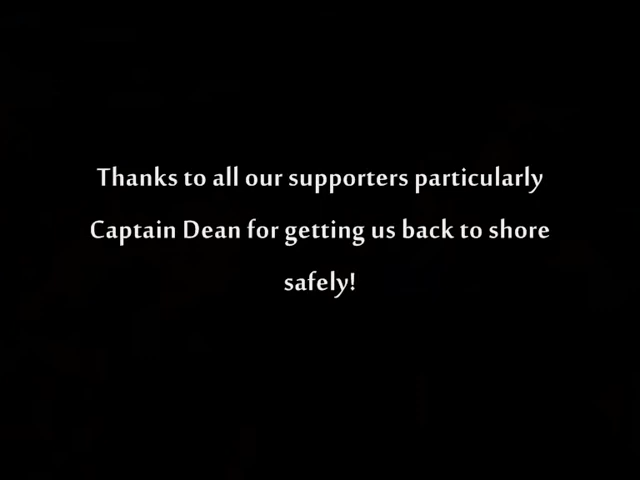 Thanks to all our supporters particularly
Captain Dean for getting us back to shore
safely!